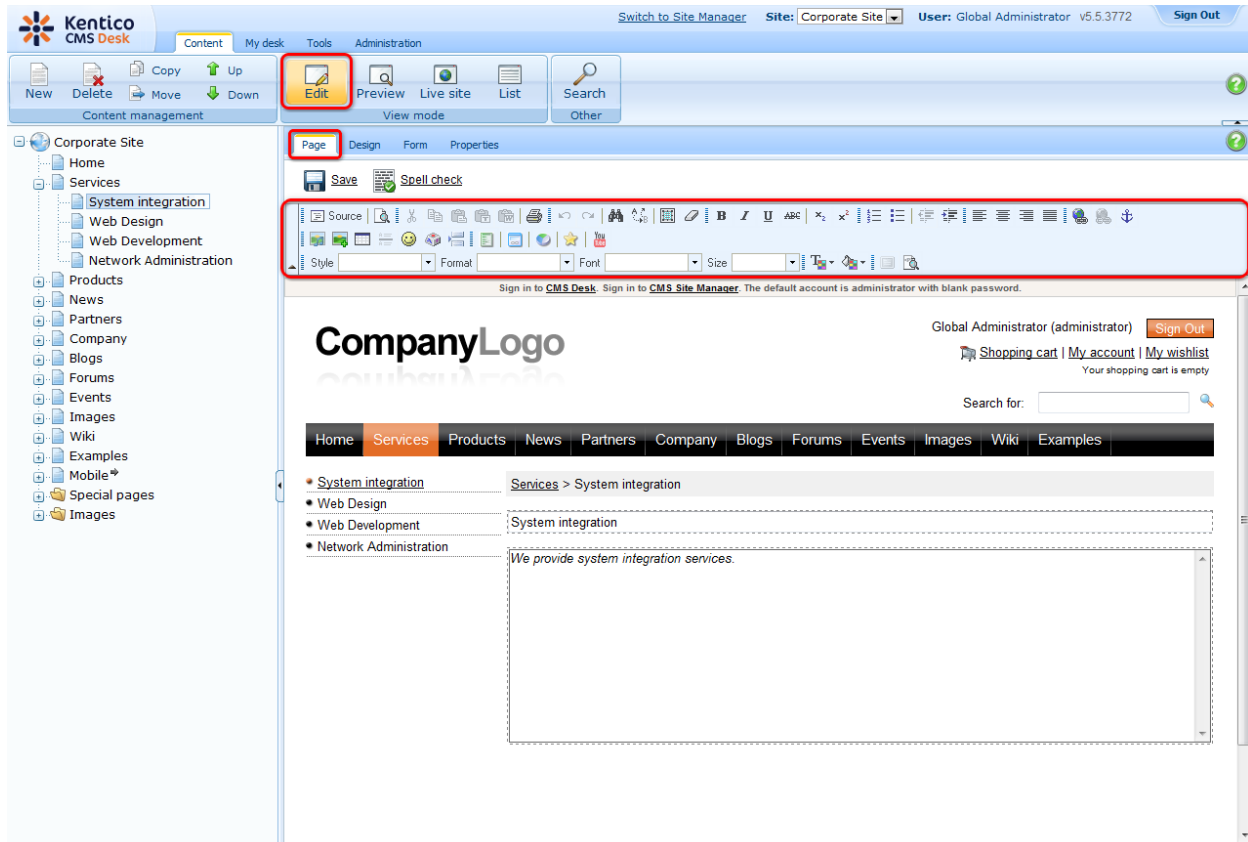 Kentico
CMS Desk
Switch to Site Manager Site: Corporate Site User: Global Administrator v5.5.3772 Sign Out
Content My desk Tools Administration
New Delete Copy Move Up Down
Content management
Edit Preview Live site List
View mode
Search
Other
Corporate Site
Home
Services
System integration
Web Design
Web Development
Network Administration
Products
News
Partners
Company
Blogs
Forums
Events
Images
Wiki
Examples
Mobile
Special pages
Images
Page Design Form Properties
Save Spell check
Source B I U ABC x₂ x²
Style Format Font Size
Sign in to CMS Desk. Sign in to CMS Site Manager. The default account is administrator with blank password.
CompanyLogo
Global Administrator (administrator) Sign Out
Shopping cart | My account | My wishlist
Your shopping cart is empty
Search for:
Home Services Products News Partners Company Blogs Forums Events Images Wiki Examples
System integration
Web Design
Web Development
Network Administration
Services > System integration
System integration
We provide system integration services.